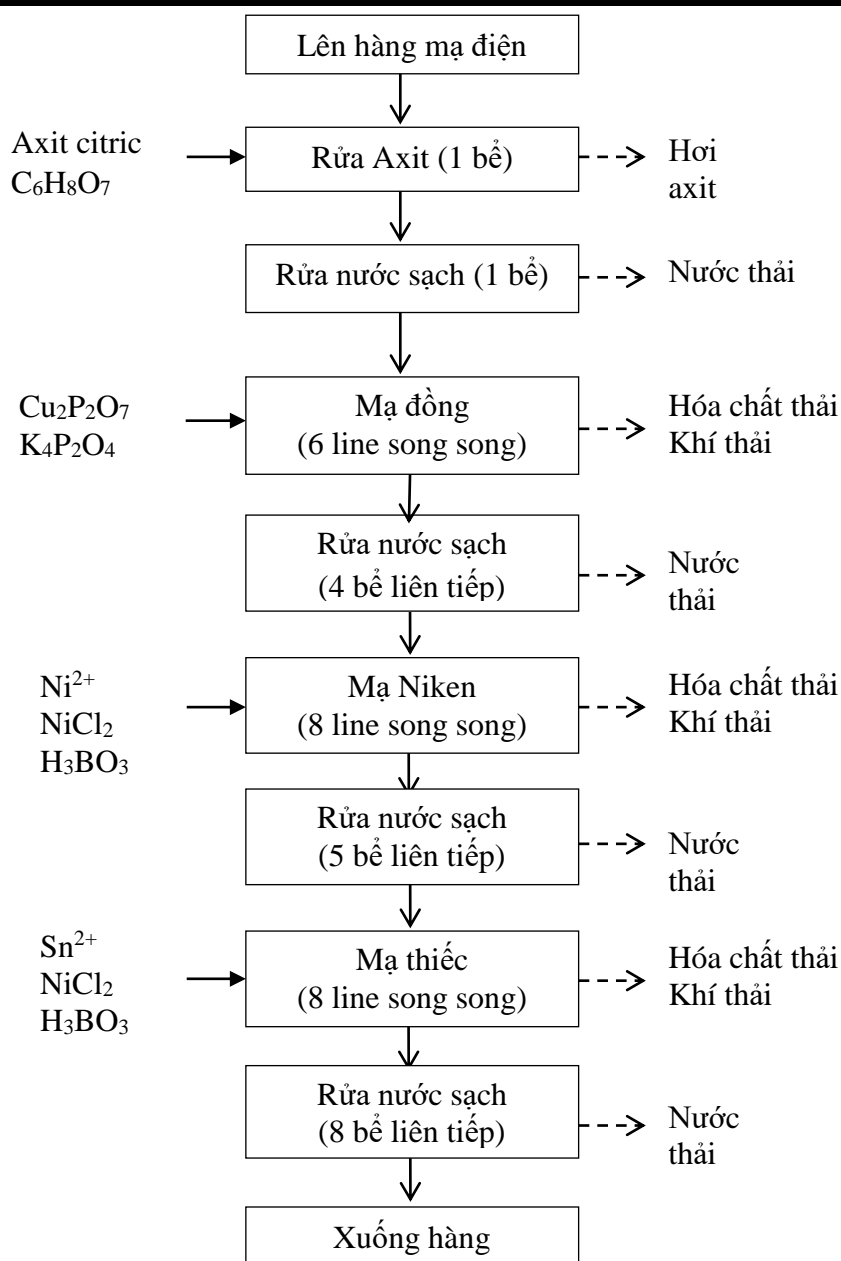 Lên hàng mạ điện
Axit citric
C₆H₈O₇
Rửa Axit (1 bể)
Hơi
axit
Rửa nước sạch (1 bể)
Nước thải
Cu₂P₂O₇
K₄P₂O₄
Mạ đồng
(6 line song song)
Hóa chất thải
Khí thải
Rửa nước sạch
(4 bể liên tiếp)
Nước
thải
Ni²⁺
NiCl₂
H₃BO₃
Mạ Niken
(8 line song song)
Hóa chất thải
Khí thải
Rửa nước sạch
(5 bể liên tiếp)
Nước
thải
Sn²⁺
NiCl₂
H₃BO₃
Mạ thiếc
(8 line song song)
Hóa chất thải
Khí thải
Rửa nước sạch
(8 bể liên tiếp)
Nước
thải
Xuống hàng